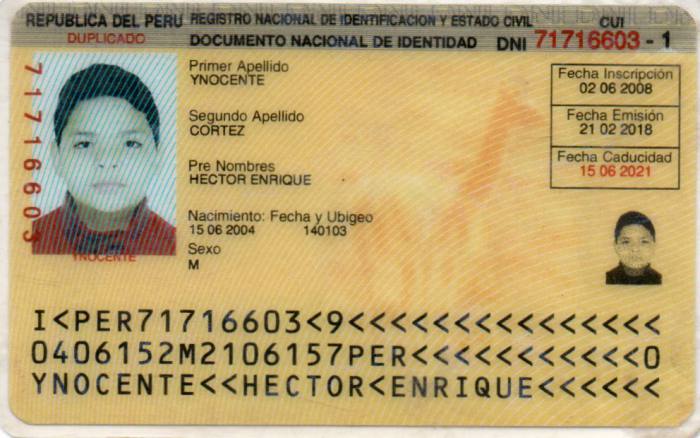 REPUBLICA DEL PERU REGISTRO NACIONAL DE IDENTIFICACION Y ESTADO CIVIL CUI
DUPLICADO DOCUMENTO NACIONAL DE IDENTIDAD DNI 71716603 - 1
71716603
Primer Apellido
YNOCENTE
Segundo Apellido
CORTEZ
Pre Nombres
HECTOR ENRIQUE
Nacimiento: Fecha y Ubigeo
15 06 2004 140103
Sexo
M
YNOCENTE
Fecha Inscripción
02 06 2008
Fecha Emisión
21 02 2018
Fecha Caducidad
15 06 2021
I<PER71716603<9<<<<<<<<<<<<<<<
0406152M2106157PER<<<<<<<<<<<0
YNOCENTE<<HECTOR<ENRIQUE<<<<<<